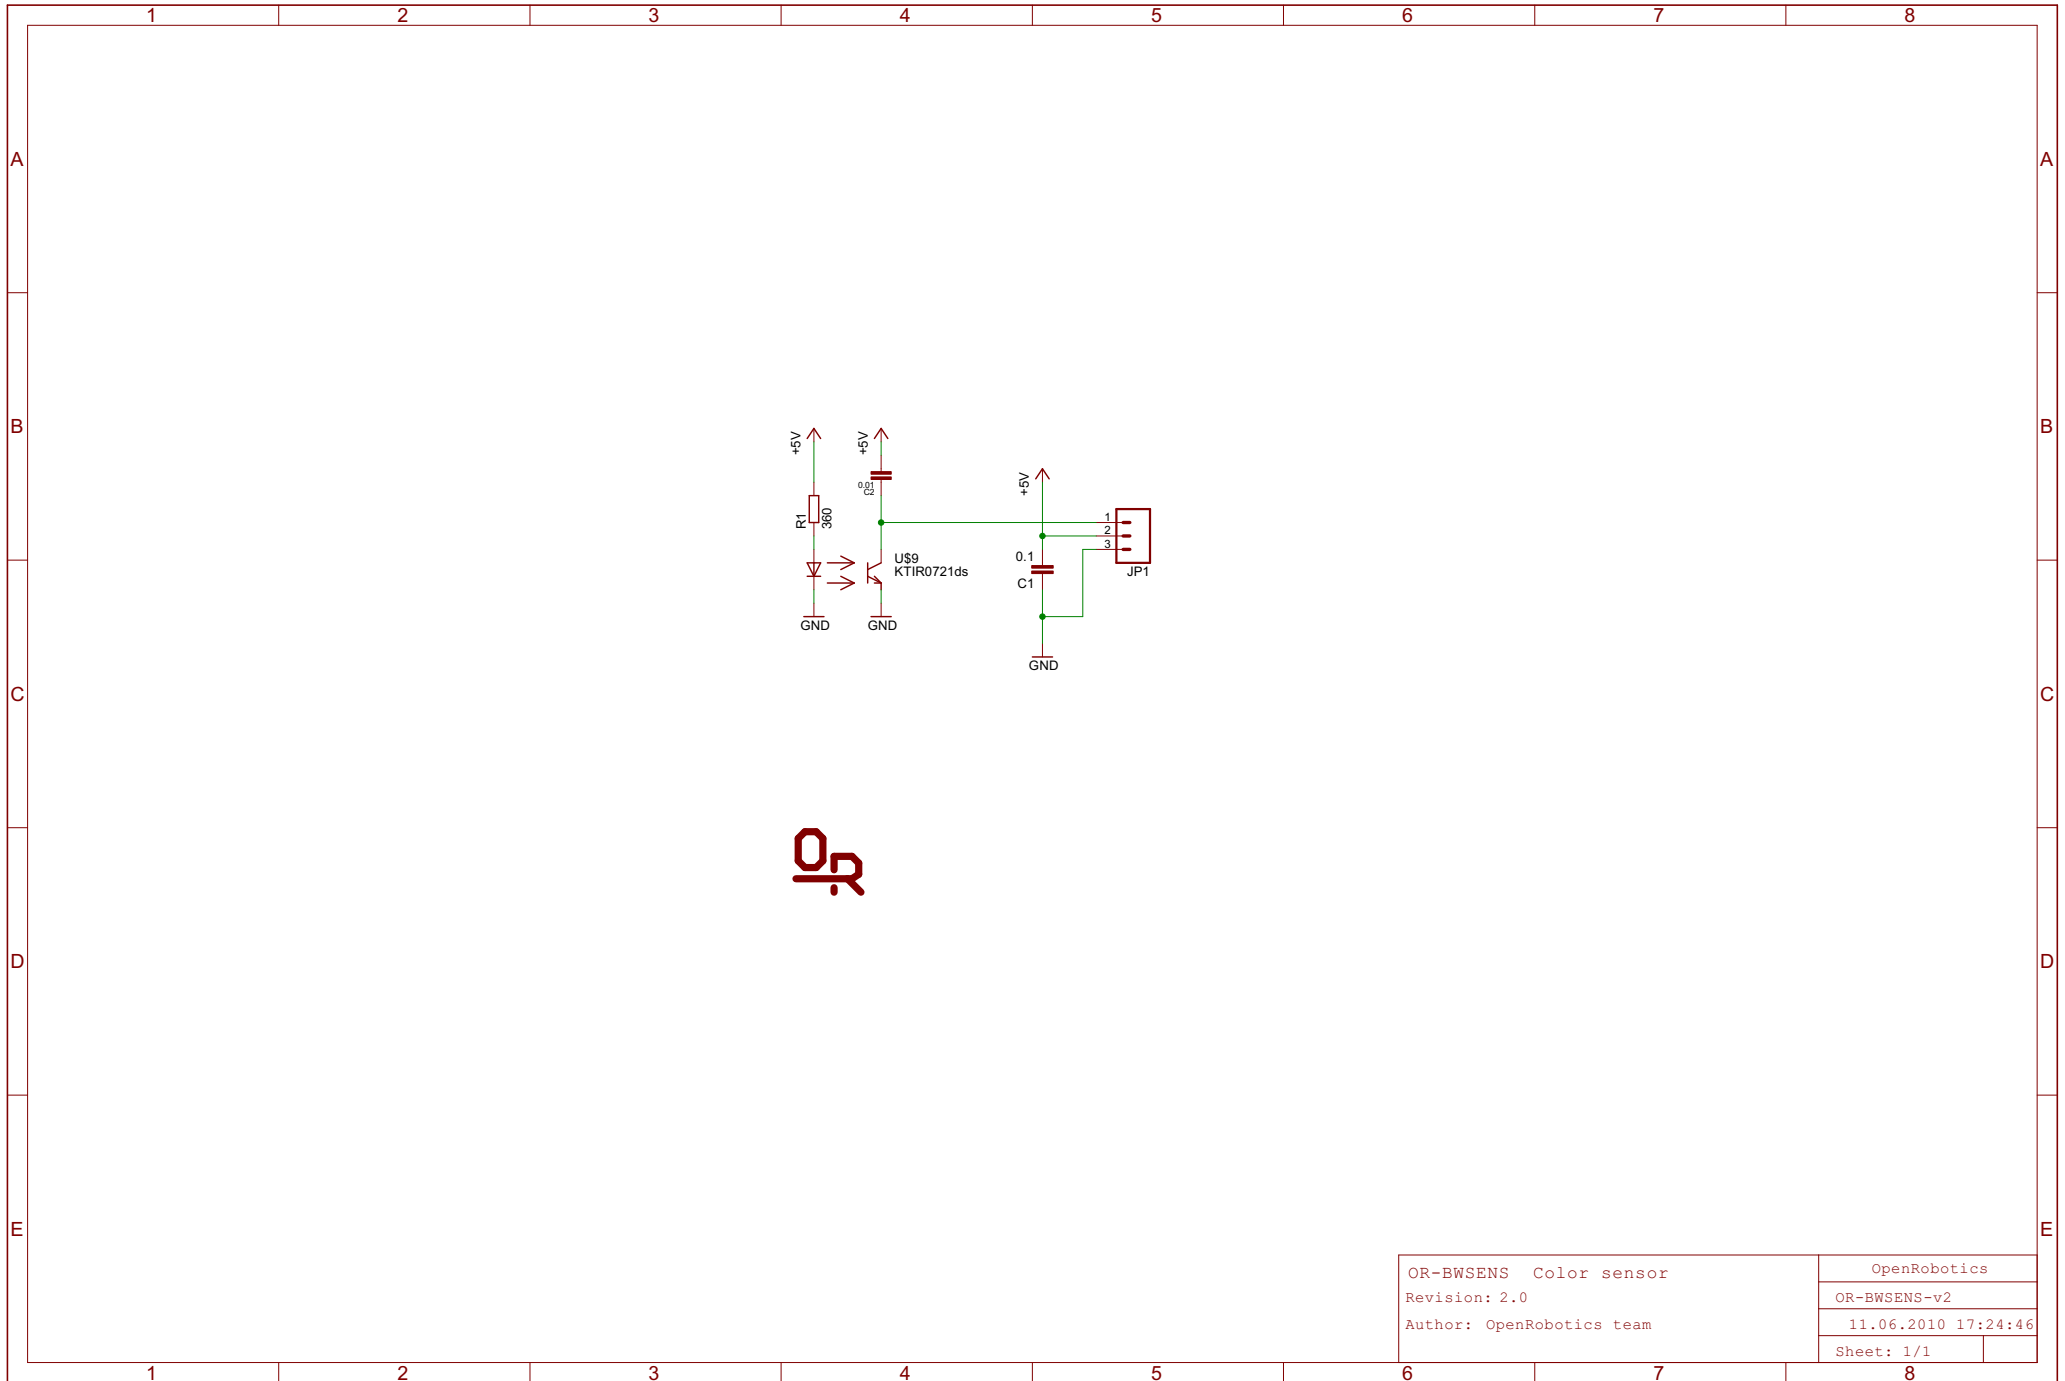 1 2 3 4 5 6 7 8
A A
B B
+5V +5V
+5V
0.01
C2
R1 360
1
2
3
U$9
KTIR0721ds
0.1
C1
JP1
GND GND
GND
C C
OR
D D
E E
OR-BWSENS Color sensor
Revision: 2.0
Author: OpenRobotics team
OpenRobotics
OR-BWSENS-v2
11.06.2010 17:24:46
Sheet: 1/1
1 2 3 4 5 6 7 8